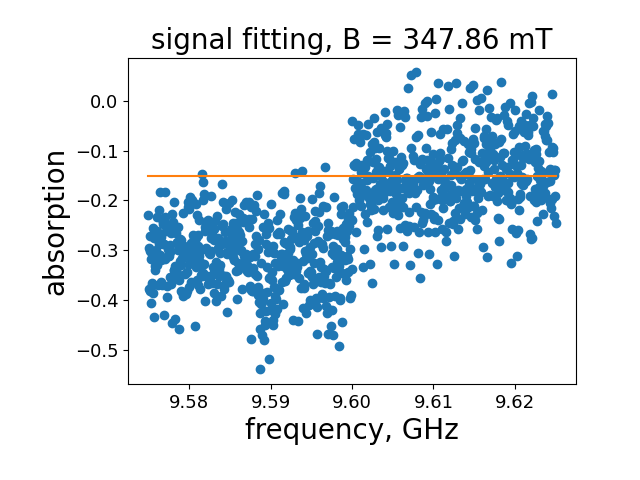 signal fitting, B = 347.86 mT
absorption
0.0
−0.1
−0.2
−0.3
−0.4
−0.5
9.58 9.59 9.60 9.61 9.62
frequency, GHz